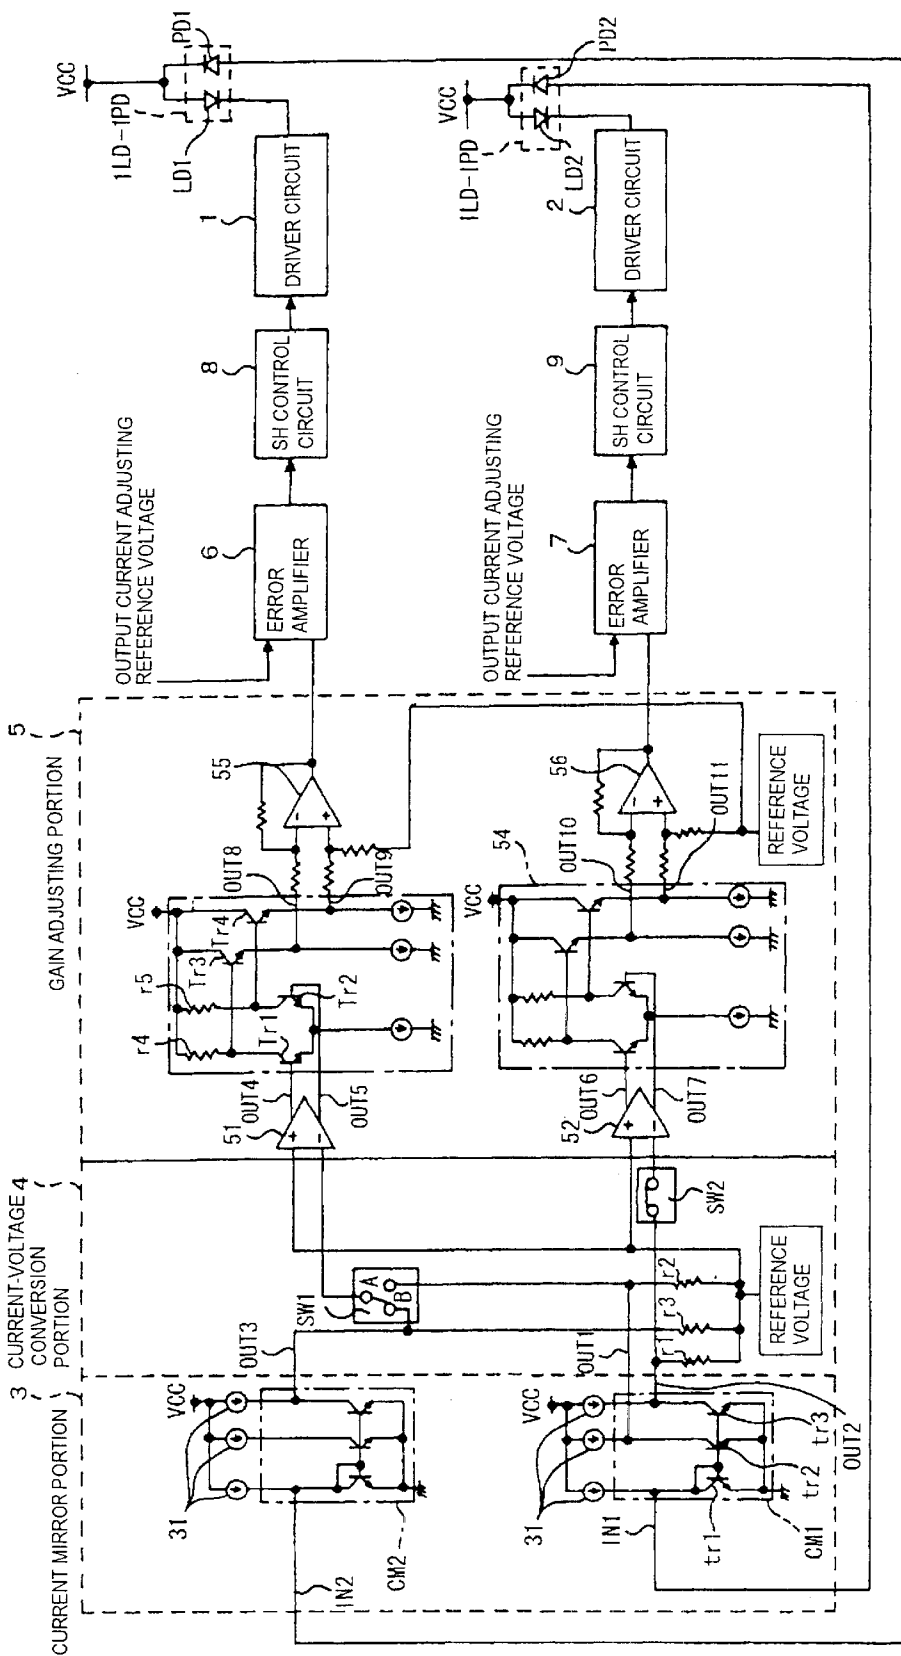 3
CURRENT MIRROR PORTION
CURRENT-VOLTAGE 4
CONVERSION
PORTION
5
GAIN ADJUSTING PORTION
OUTPUT CURRENT ADJUSTING
REFERENCE VOLTAGE
6
ERROR
AMPLIFIER
8
SH CONTROL
CIRCUIT
1
DRIVER CIRCUIT
1LD-1PD
LD1
VCC
PD1
31
VCC
IN2
CM2
OUT3
SW1
A
B
51
OUT4
OUT5
r4
r5
VCC
Tr1
Tr2
Tr3
Tr4
OUT8
OUT9
55
-
+
+
-
OUTPUT CURRENT ADJUSTING
REFERENCE VOLTAGE
7
ERROR
AMPLIFIER
9
SH CONTROL
CIRCUIT
2
DRIVER CIRCUIT
1LD-1PD
LD2
VCC
PD2
31
VCC
IN1
tr1
tr2
tr3
CM1
OUT1
OUT2
r1
r3
r2
REFERENCE
VOLTAGE
SW2
52
+
-
OUT6
OUT7
VCC
54
OUT10
OUT11
56
-
+
REFERENCE
VOLTAGE